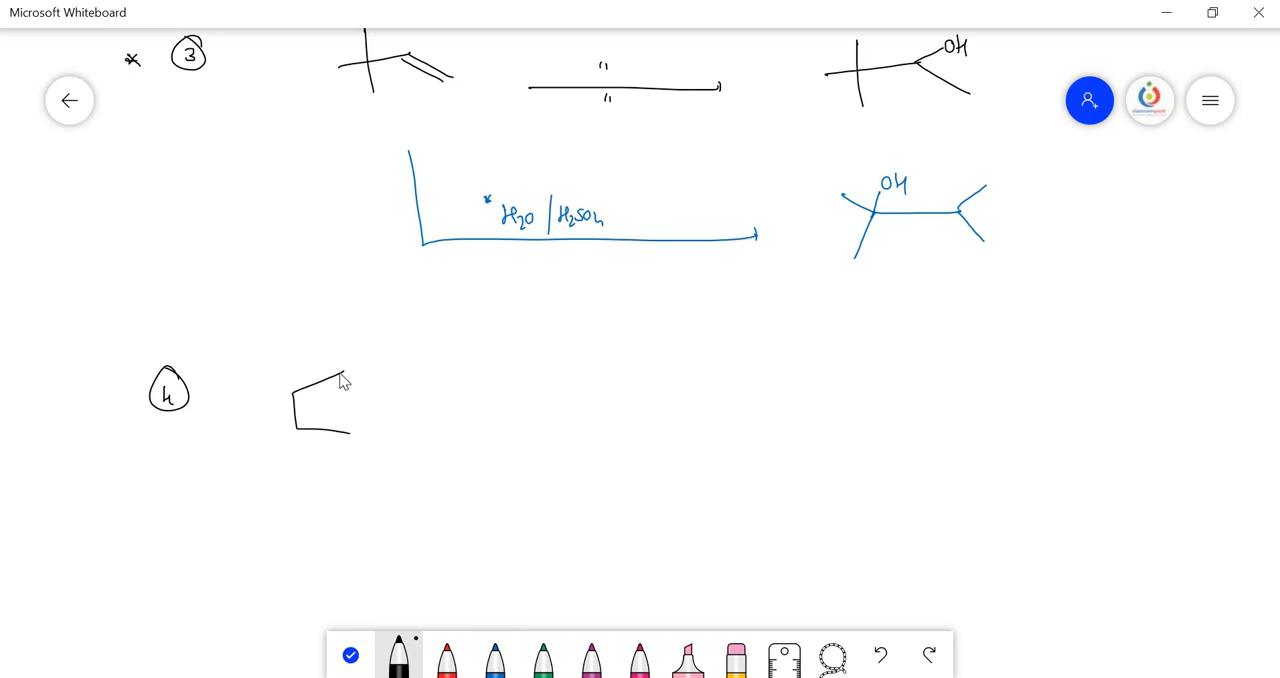 Microsoft Whiteboard
* ③
"
"
OH
OH
* H₂O | H₂SO₄
④